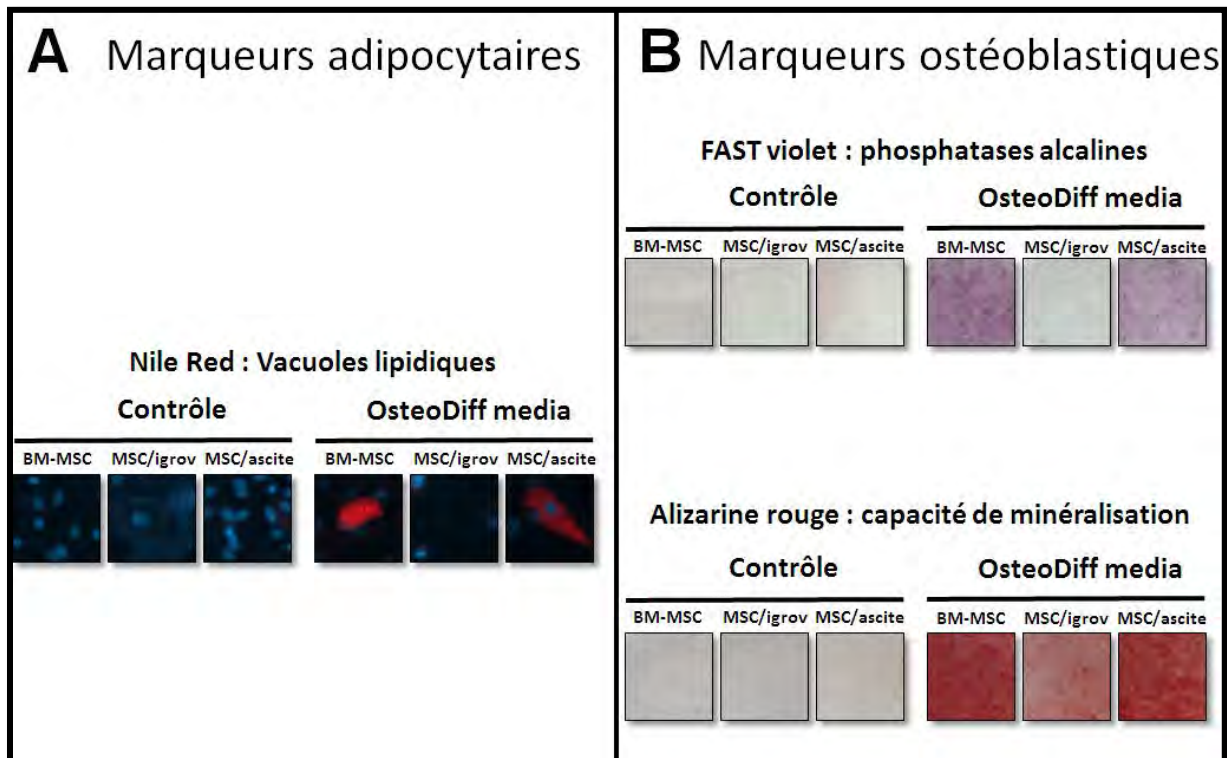 A Marqueurs adipocytaires
Nile Red : Vacuoles lipidiques
Contrôle OsteoDiff media
BM-MSC MSC/igrov MSC/ascite BM-MSC MSC/igrov MSC/ascite
B Marqueurs ostéoblastiques
FAST violet : phosphatases alcalines
Contrôle OsteoDiff media
BM-MSC MSC/igrov MSC/ascite BM-MSC MSC/igrov MSC/ascite
Alizarine rouge : capacité de minéralisation
Contrôle OsteoDiff media
BM-MSC MSC/igrov MSC/ascite BM-MSC MSC/igrov MSC/ascite